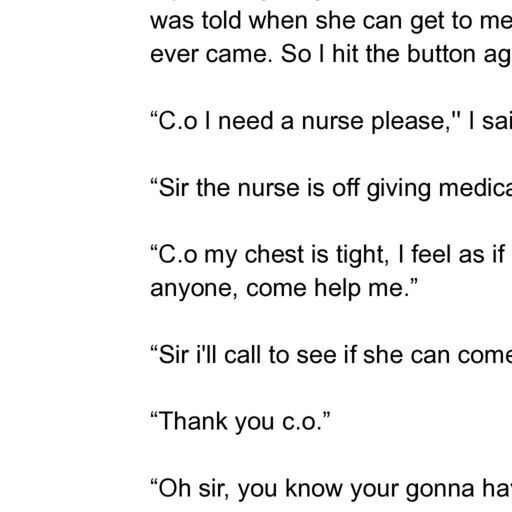 was told when she can get to me
ever came. So I hit the button ag
“C.o I need a nurse please," I sai
“Sir the nurse is off giving medica
“C.o my chest is tight, I feel as if
anyone, come help me.”
“Sir i'll call to see if she can come
“Thank you c.o.”
“Oh sir, you know your gonna ha